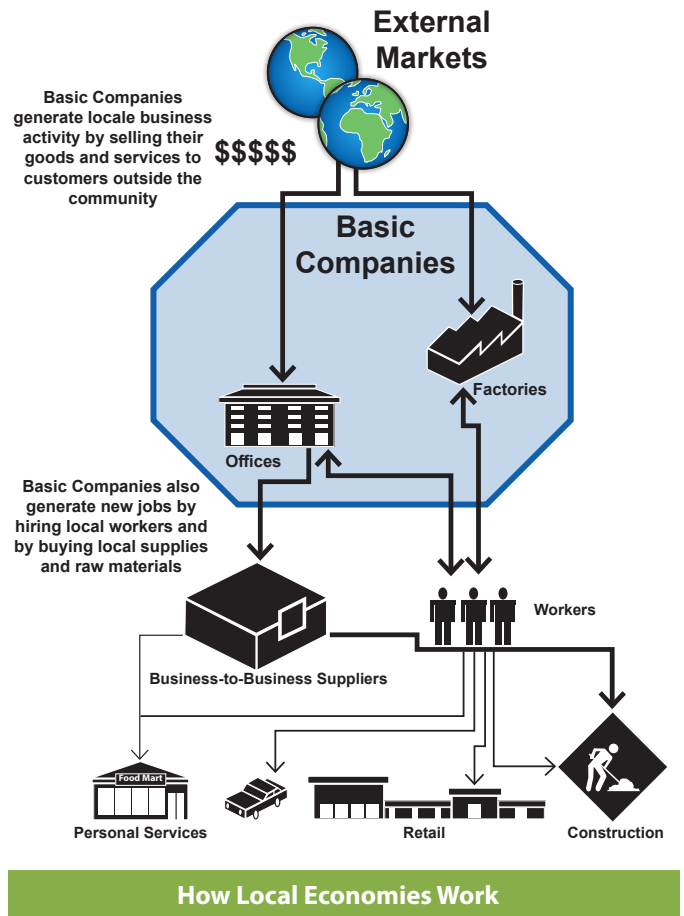 External
Markets
Basic Companies
generate locale business
activity by selling their
goods and services to
customers outside the
community
$$$$$
Basic
Companies
Factories
Offices
Basic Companies also
generate new jobs by
hiring local workers and
by buying local supplies
and raw materials
Workers
Business-to-Business Suppliers
Food Mart
Personal Services
Retail
Construction
How Local Economies Work